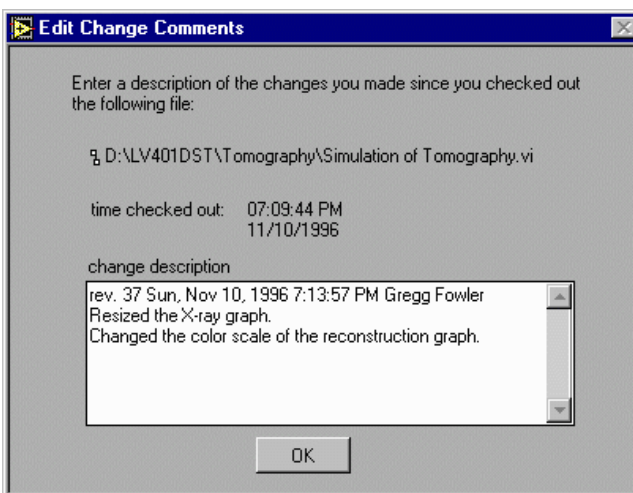 Edit Change Comments
Enter a description of the changes you made since you checked out
the following file:
D:\LV401DST\Tomography\Simulation of Tomography.vi
time checked out: 07:09:44 PM
11/10/1996
change description
rev. 37 Sun, Nov 10, 1996 7:13:57 PM Gregg Fowler
Resized the X-ray graph.
Changed the color scale of the reconstruction graph.
OK